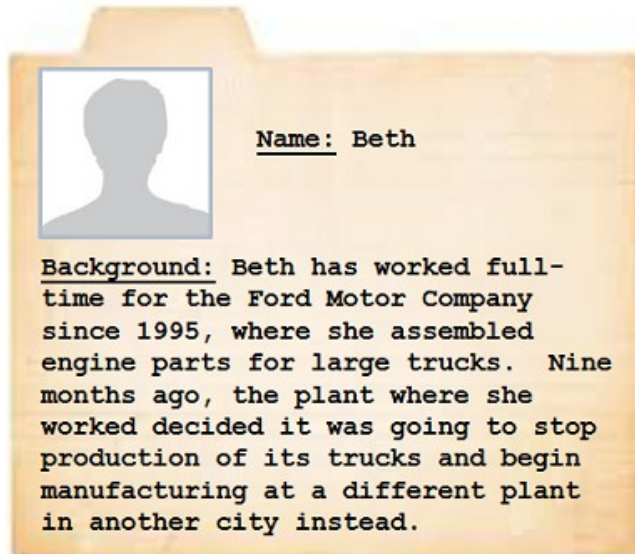 Name: Beth
Background: Beth has worked full-
time for the Ford Motor Company
since 1995, where she assembled
engine parts for large trucks.  Nine
months ago, the plant where she
worked decided it was going to stop
production of its trucks and begin
manufacturing at a different plant
in another city instead.